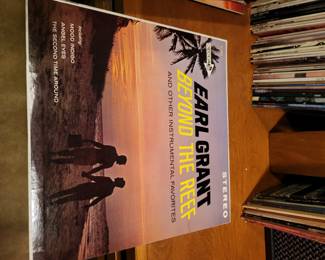 STEREO
EARL GRANT
BEYOND THE REEF
AND OTHER INSTRUMENTAL FAVORITES
MOOD INDIGO
ANGEL EYES
THE SECOND TIME AROUND